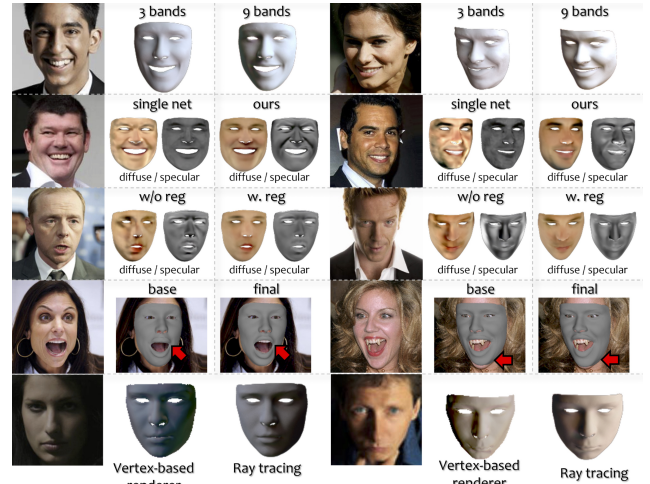 3 bands 9 bands 3 bands 9 bands
single net ours single net ours
diffuse / specular diffuse / specular diffuse / specular diffuse / specular
w/o reg w. reg w/o reg w. reg
diffuse / specular diffuse / specular diffuse / specular diffuse / specular
base final base final
Vertex-based Ray tracing Vertex-based Ray tracing
renderer renderer